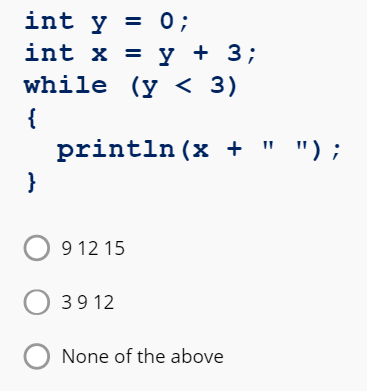 int y = 0;
int x = y + 3;
while (y < 3)
{
println(x + " ");
}
9 12 15
3 9 12
None of the above